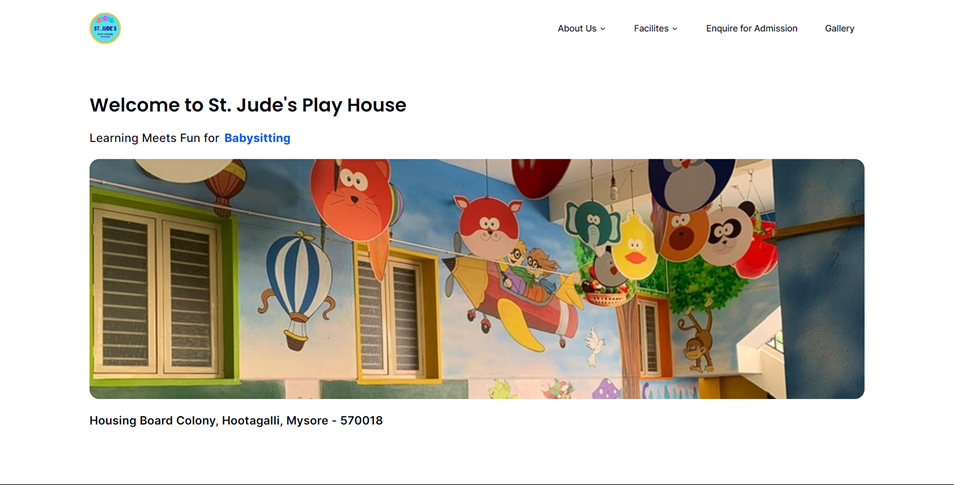 ST. JUDE'S
About Us
Facilites
Enquire for Admission
Gallery
Welcome to St. Jude's Play House
Learning Meets Fun for Babysitting
Housing Board Colony, Hootagalli, Mysore - 570018